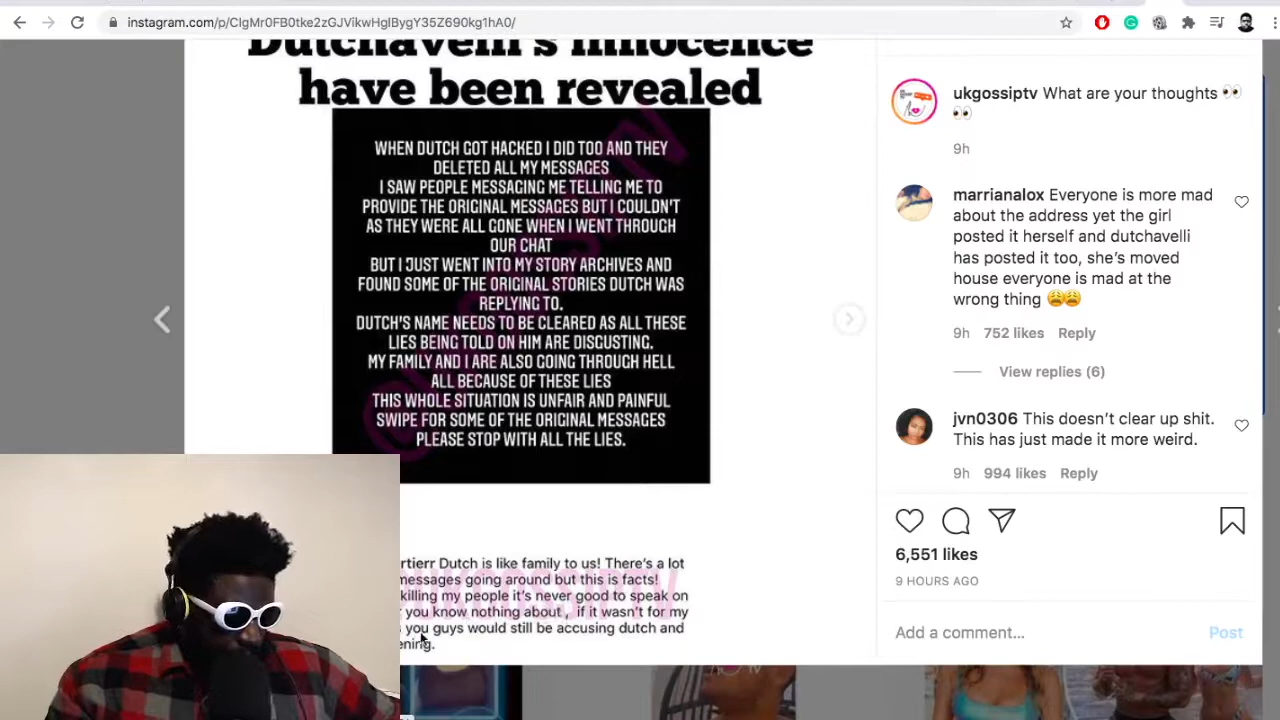 instagram.com/p/CIgMr0FB0tke2zGJVikwHglBygY35Z690kg1hA0/
Dutchavelli's innocence
have been revealed
WHEN DUTCH GOT HACKED I DID TOO AND THEY
DELETED ALL MY MESSAGES
I SAW PEOPLE MESSAGING ME TELLING ME TO
PROVIDE THE ORIGINAL MESSAGES BUT I COULDN'T
AS THEY WERE ALL GONE WHEN I WENT THROUGH
OUR CHAT
BUT I JUST WENT INTO MY STORY ARCHIVES AND
FOUND SOME OF THE ORIGINAL STORIES DUTCH WAS
REPLYING TO.
DUTCH'S NAME NEEDS TO BE CLEARED AS ALL THESE
LIES BEING TOLD ON HIM ARE DISGUSTING.
MY FAMILY AND I ARE ALSO GOING THROUGH HELL
ALL BECAUSE OF THESE LIES
THIS WHOLE SITUATION IS UNFAIR AND PAINFUL
SWIPE FOR SOME OF THE ORIGINAL MESSAGES
PLEASE STOP WITH ALL THE LIES.
rtierr Dutch is like family to us! There's a lot
messages going around but this is facts!
killing my people it's never good to speak on
you know nothing about, if it wasn't for my
you guys would still be accusing dutch and
ening.
ukgossiptv What are your thoughts 👀
👀
9h
marrianalox Everyone is more mad
about the address yet the girl
posted it herself and dutchavelli
has posted it too, she's moved
house everyone is mad at the
wrong thing 😩😩
9h 752 likes Reply
View replies (6)
jvn0306 This doesn't clear up shit.
This has just made it more weird.
9h 994 likes Reply
6,551 likes
9 HOURS AGO
Add a comment... Post